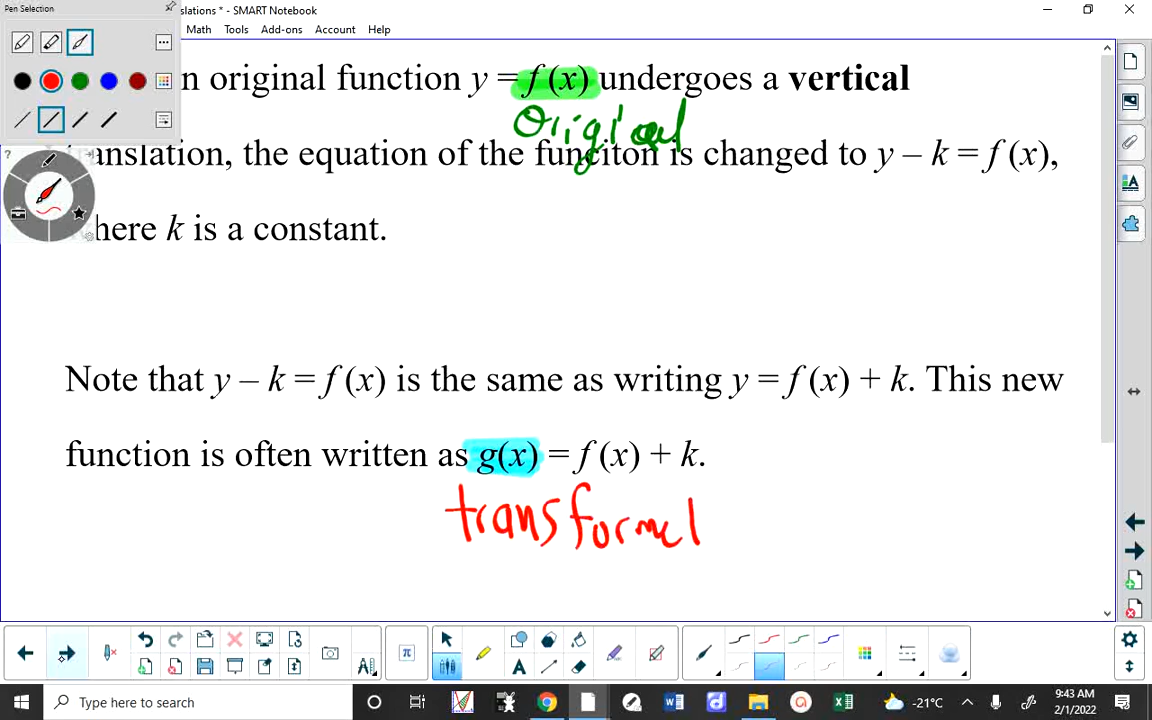 Pen Selection
slations * - SMART Notebook
Math Tools Add-ons Account Help
n original function y = f (x) undergoes a vertical
Original
anslation, the equation of the funciton is changed to y – k = f (x),
here k is a constant.
Note that y – k = f (x) is the same as writing y = f (x) + k. This new
function is often written as g(x) = f (x) + k.
transformed
Type here to search
-21°C
9:43 AM
2/1/2022